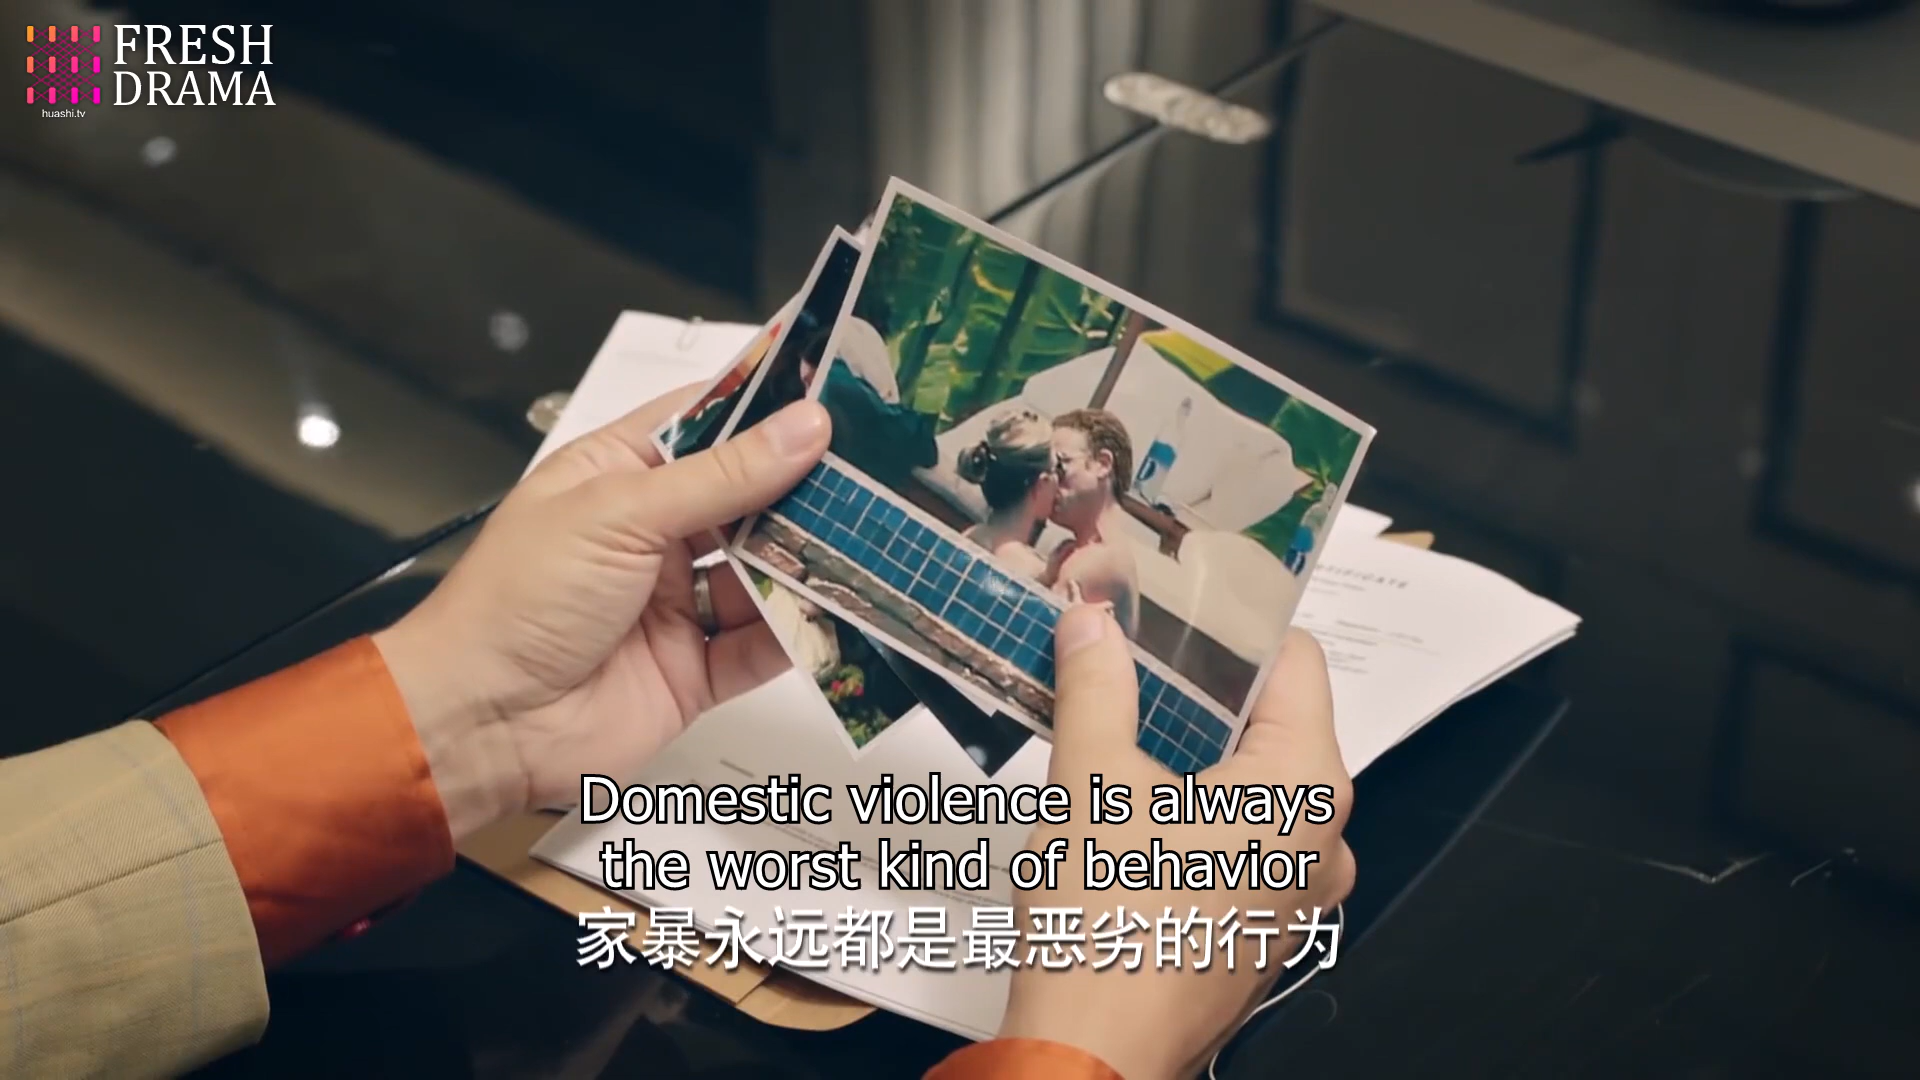 FRESH
DRAMA
huashi.tv
Domestic violence is always
the worst kind of behavior
家暴永远都是最恶劣的行为